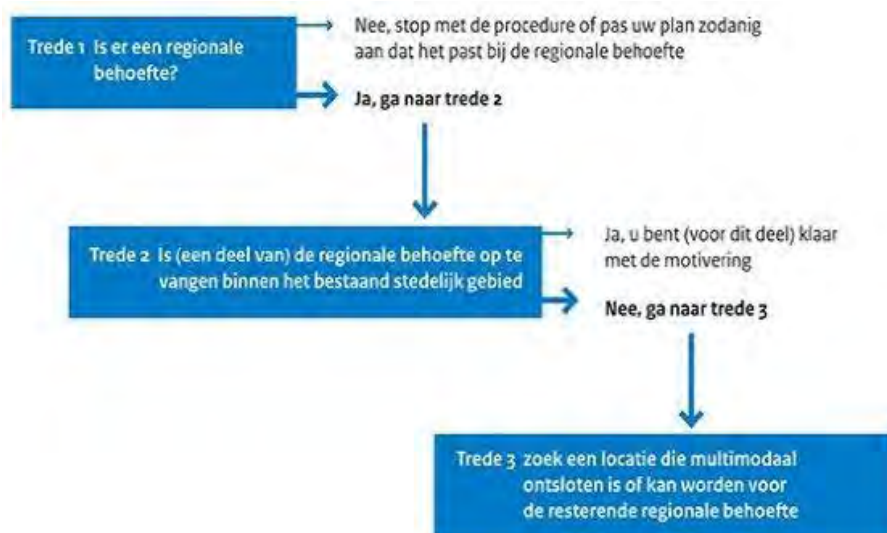 Trede 1 Is er een regionale
behoefte?
Nee, stop met de procedure of pas uw plan zodanig
aan dat het past bij de regionale behoefte
Ja, ga naar trede 2
Trede 2 Is (een deel van) de regionale behoefte op te
vangen binnen het bestaand stedelijk gebied
Ja, u bent (voor dit deel) klaar
met de motivering
Nee, ga naar trede 3
Trede 3 zoek een locatie die multimodaal
ontsloten is of kan worden voor
de resterende regionale behoefte